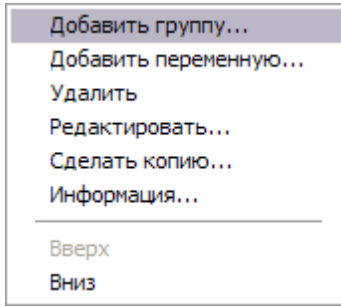 Добавить группу...
Добавить переменную...
Удалить
Редактировать...
Сделать копию...
Информация...
Вверх
Вниз